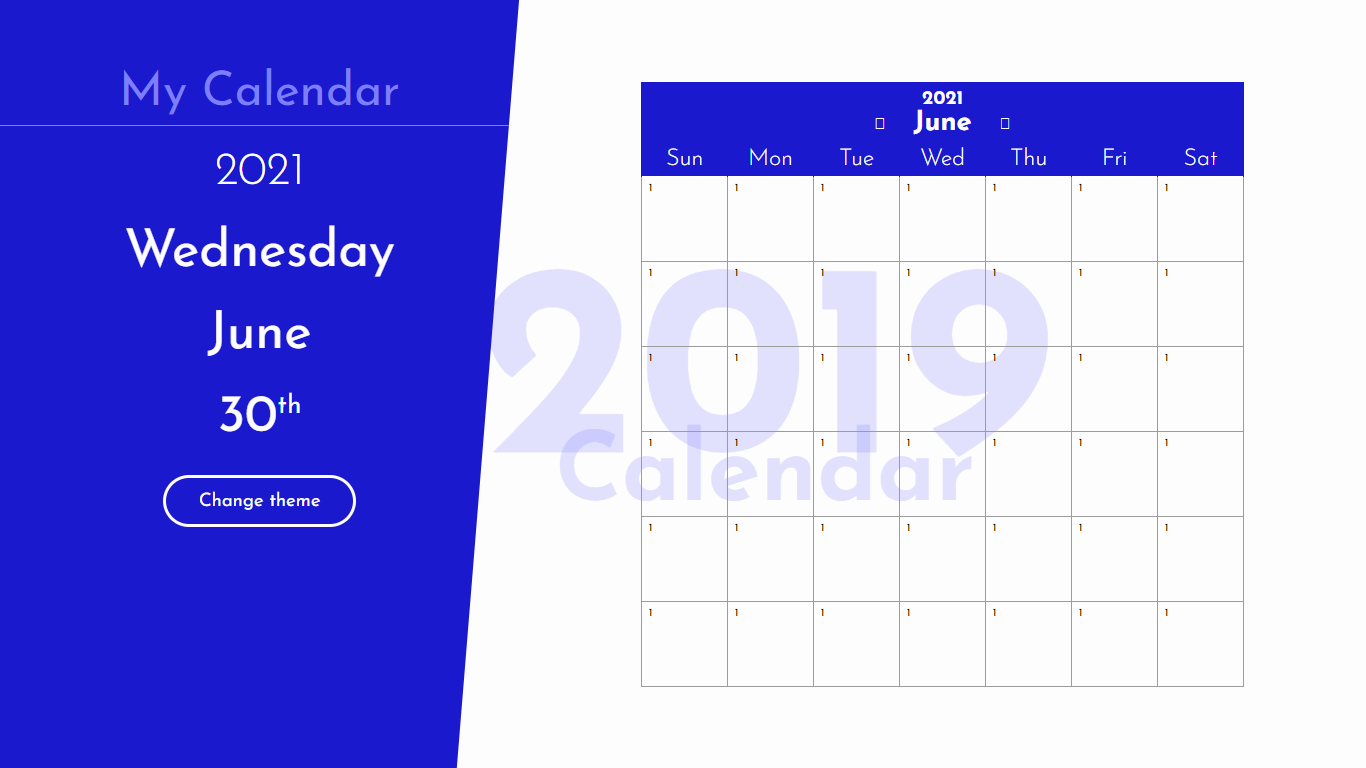 My Calendar
2021
Wednesday
June
30th
Change theme
2021
June
Sun Mon Tue Wed Thu Fri Sat
1 1 1 1 1 1 1
1 1 1 1 1 1 1
2019
1 1 1 1 1 1 1
1 1 1 1 1 1 1
Calendar
1 1 1 1 1 1 1
1 1 1 1 1 1 1